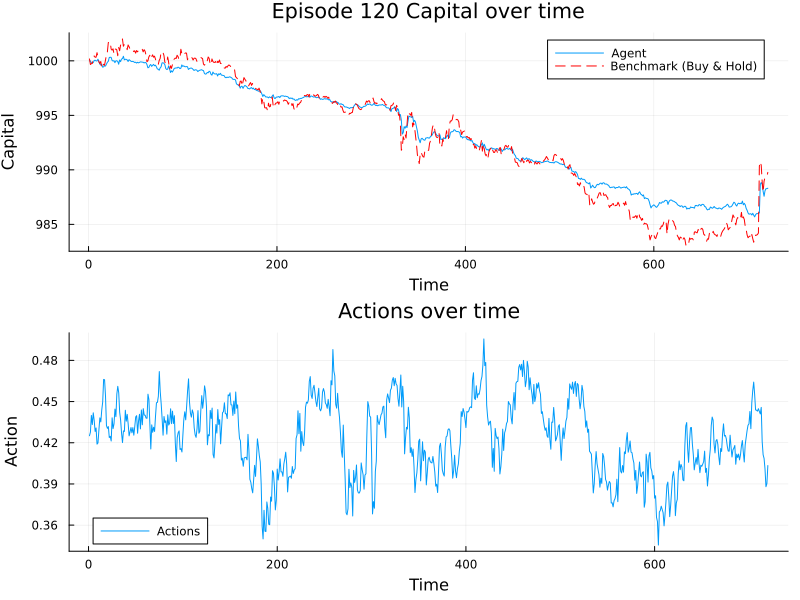 Episode 120 Capital over time
Agent
Benchmark (Buy & Hold)
1000
995
990
985
Capital
0 200 400 600
Time
Actions over time
0.48
0.45
0.42
0.39
0.36
Action
Actions
0 200 400 600
Time